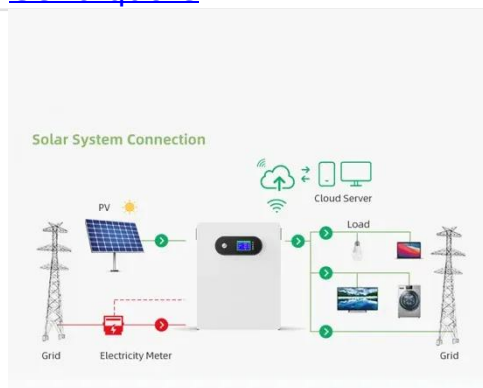 Solar System Connection
Cloud Server
PV
Load
Grid
Electricity Meter
Grid